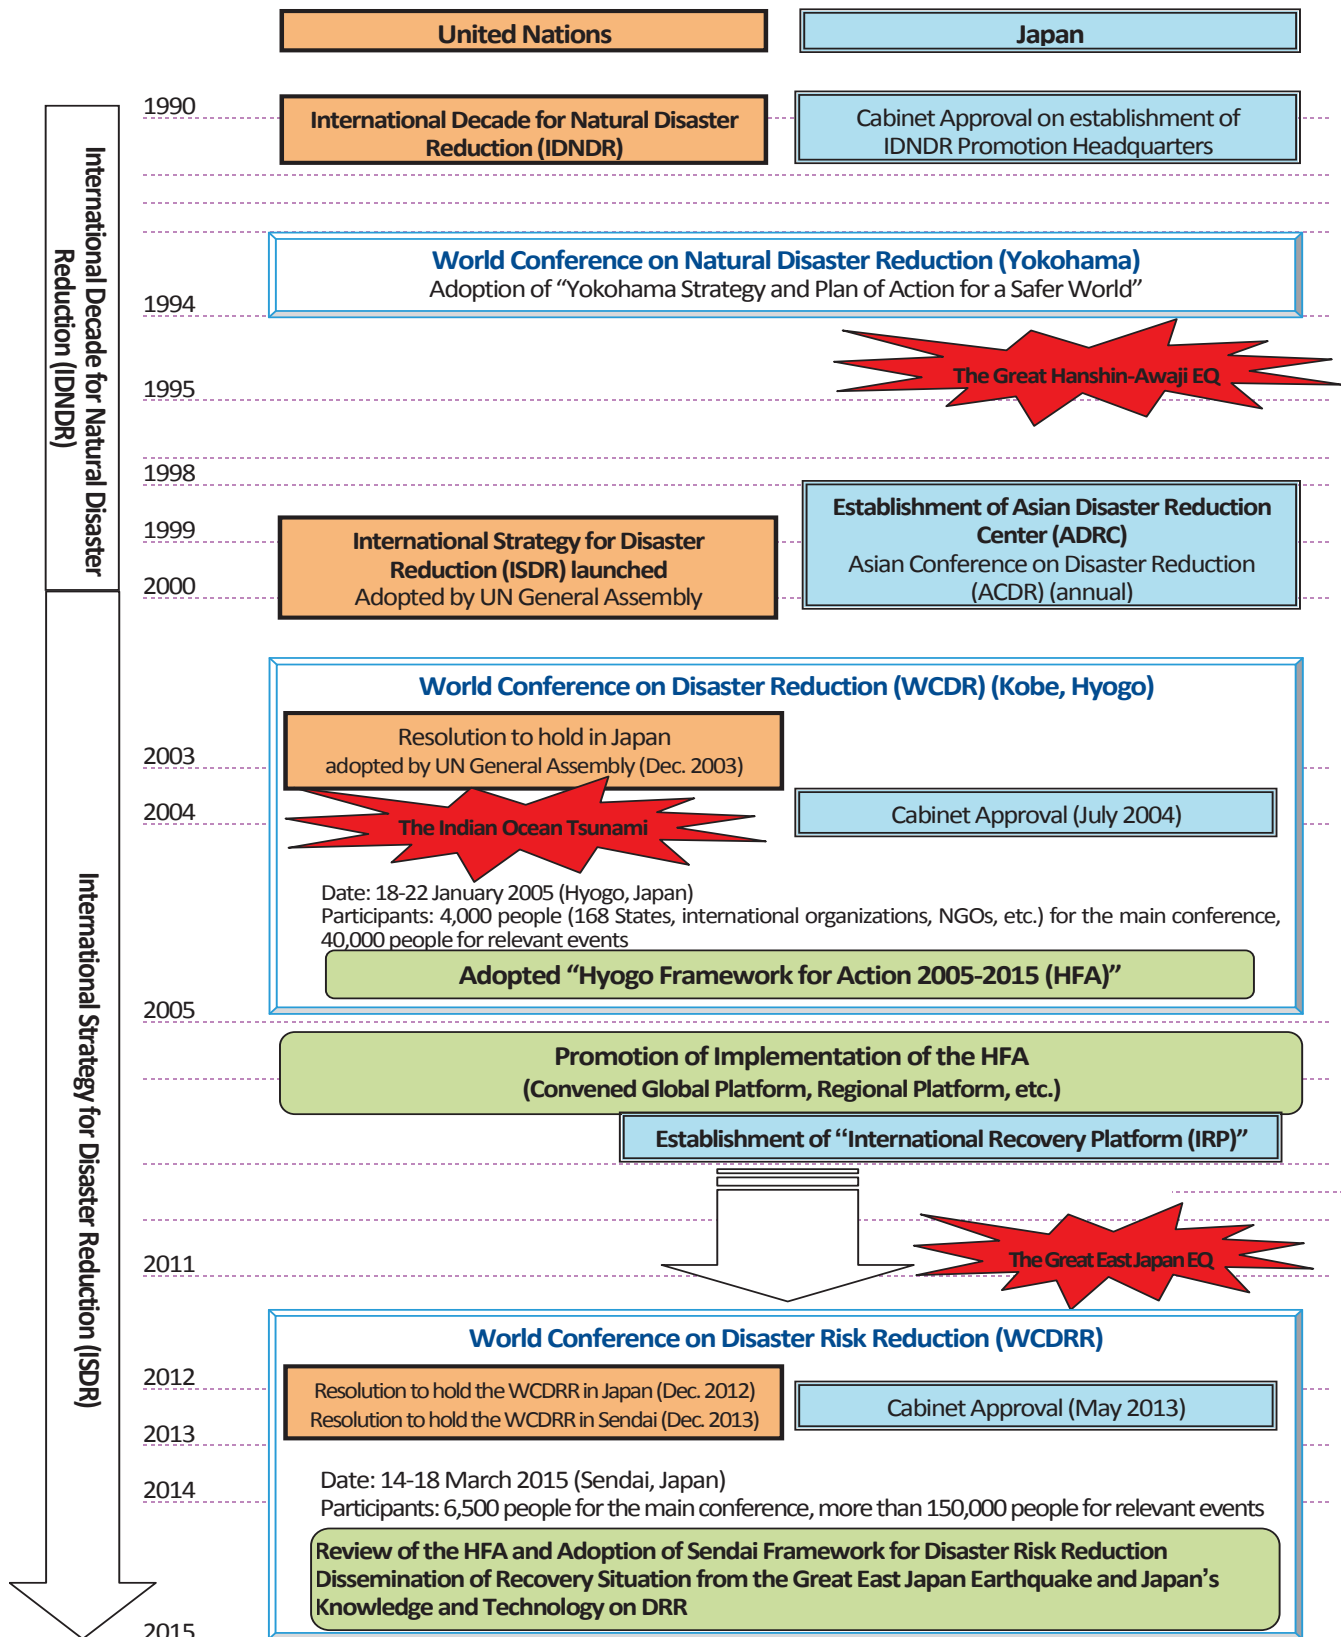 United Nations
Japan
1990
International Decade for Natural Disaster
Reduction (IDNDR)
Cabinet Approval on establishment of
IDNDR Promotion Headquarters
International Decade for Natural Disaster
Reduction (IDNDR)
World Conference on Natural Disaster Reduction (Yokohama)
Adoption of “Yokohama Strategy and Plan of Action for a Safer World”
1994
The Great Hanshin-Awaji EQ
1995
1998
1999
2000
International Strategy for Disaster
Reduction (ISDR) launched
Adopted by UN General Assembly
Establishment of Asian Disaster Reduction
Center (ADRC)
Asian Conference on Disaster Reduction
(ACDR) (annual)
International Strategy for Disaster Reduction (ISDR)
World Conference on Disaster Reduction (WCDR) (Kobe, Hyogo)
2003
Resolution to hold in Japan
adopted by UN General Assembly (Dec. 2003)
2004
The Indian Ocean Tsunami
Cabinet Approval (July 2004)
Date: 18-22 January 2005 (Hyogo, Japan)
Participants: 4,000 people (168 States, international organizations, NGOs, etc.) for the main conference,
40,000 people for relevant events
Adopted “Hyogo Framework for Action 2005-2015 (HFA)”
2005
Promotion of Implementation of the HFA
(Convened Global Platform, Regional Platform, etc.)
Establishment of “International Recovery Platform (IRP)”
2011
The Great East Japan EQ
World Conference on Disaster Risk Reduction (WCDRR)
2012
Resolution to hold the WCDRR in Japan (Dec. 2012)
Resolution to hold the WCDRR in Sendai (Dec. 2013)
Cabinet Approval (May 2013)
2013
2014
Date: 14-18 March 2015 (Sendai, Japan)
Participants: 6,500 people for the main conference, more than 150,000 people for relevant events
Review of the HFA and Adoption of Sendai Framework for Disaster Risk Reduction
Dissemination of Recovery Situation from the Great East Japan Earthquake and Japan’s
Knowledge and Technology on DRR
2015